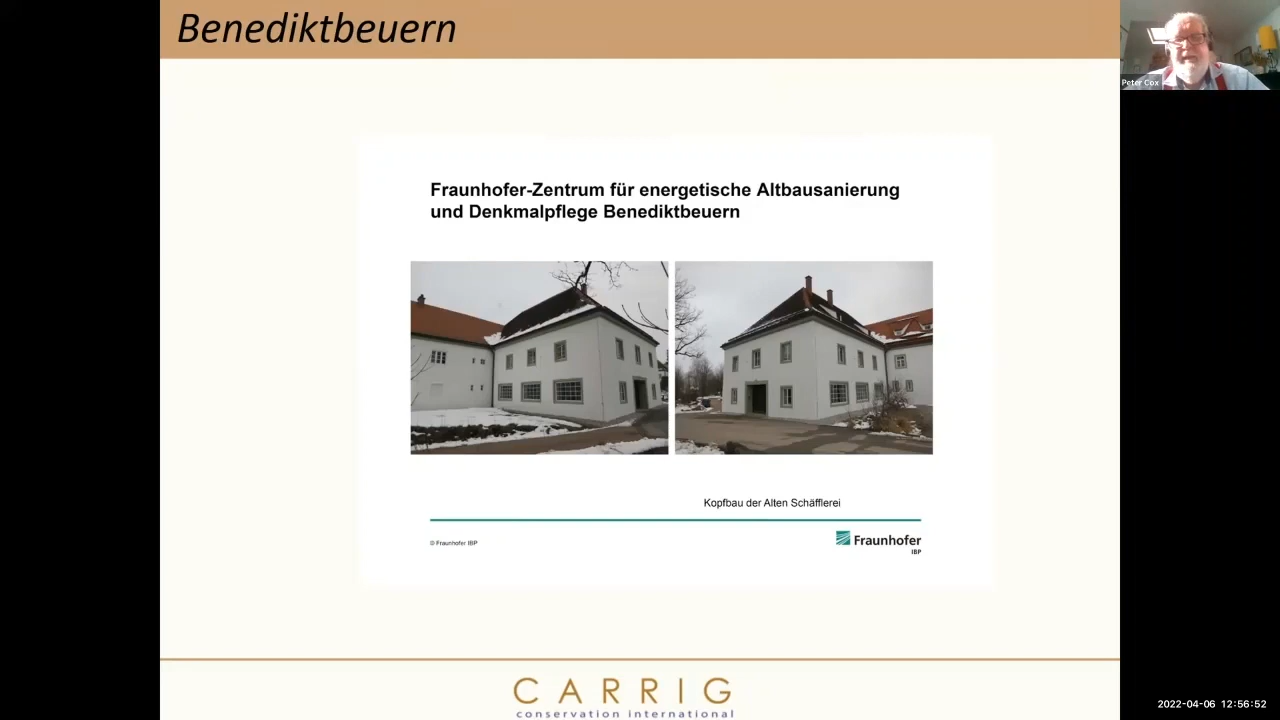 Benediktbeuern
Peter Cox
Fraunhofer-Zentrum für energetische Altbausanierung
und Denkmalpflege Benediktbeuern
Kopfbau der Alten Schäfflerei
© Fraunhofer IBP
Fraunhofer
IBP
CARRIG
conservation international
2022-04-06 12:56:52